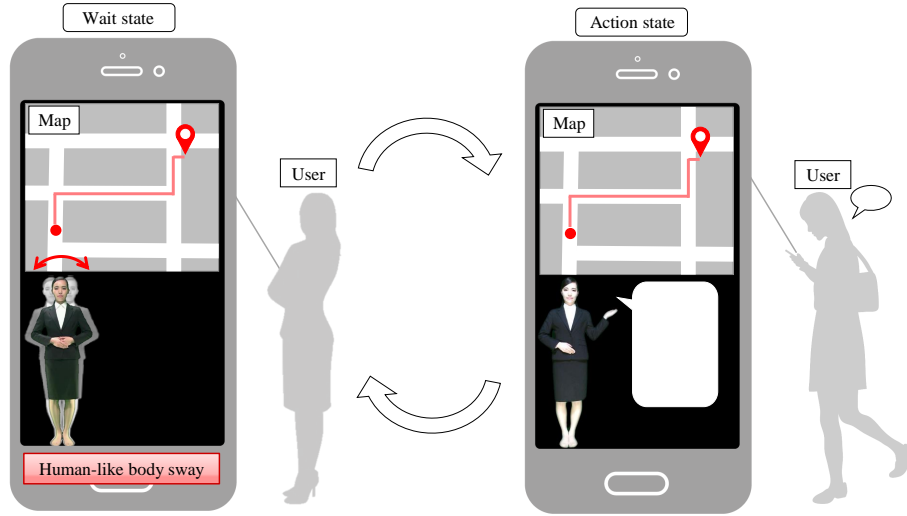 Wait state
Action state
Map
Map
User
User
Human-like body sway